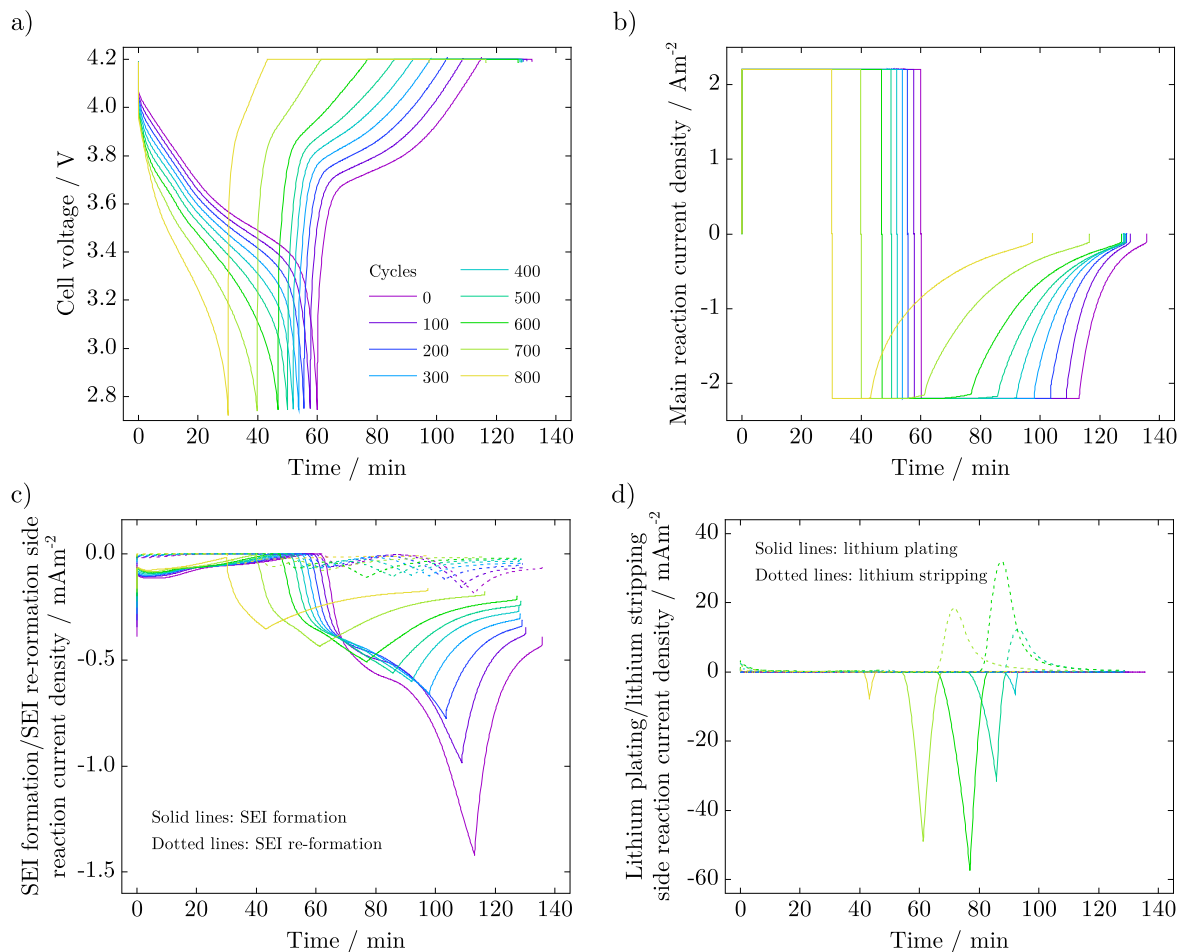 a)
Cell voltage / V
4.2
4.0
3.8
3.6
3.4
3.2
3.0
2.8
Cycles
0
100
200
300
400
500
600
700
800
0 20 40 60 80 100 120 140
Time / min
b)
Main reaction current density / Am-2
2
1
0
-1
-2
0 20 40 60 80 100 120 140
Time / min
c)
SEI formation/SEI re-rormation side
reaction current density / mAm-2
0.0
-0.5
-1.0
-1.5
Solid lines: SEI formation
Dotted lines: SEI re-formation
0 20 40 60 80 100 120 140
Time / min
d)
Lithium plating/lithium stripping
side reaction current density / mAm-2
40
20
0
-20
-40
-60
Solid lines: lithium plating
Dotted lines: lithium stripping
0 20 40 60 80 100 120 140
Time / min